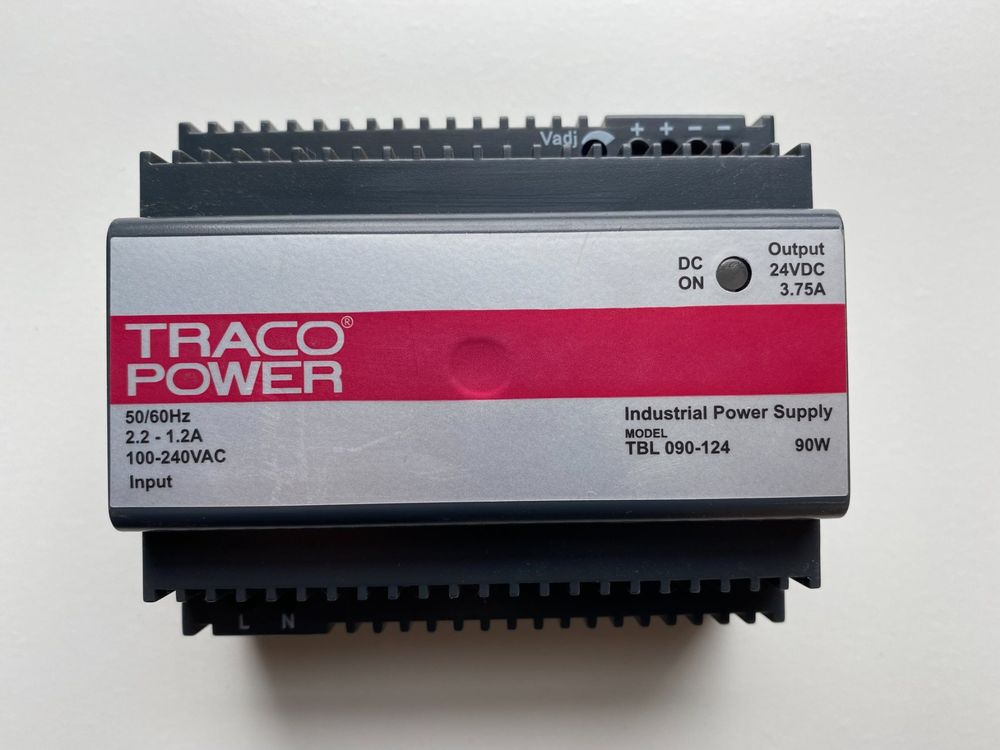 Vadj + + − −
DC
ON
Output
24VDC
3.75A
TRACO®
POWER
50/60Hz
2.2 - 1.2A
100-240VAC
Input
Industrial Power Supply
MODEL
TBL 090-124
90W
L N